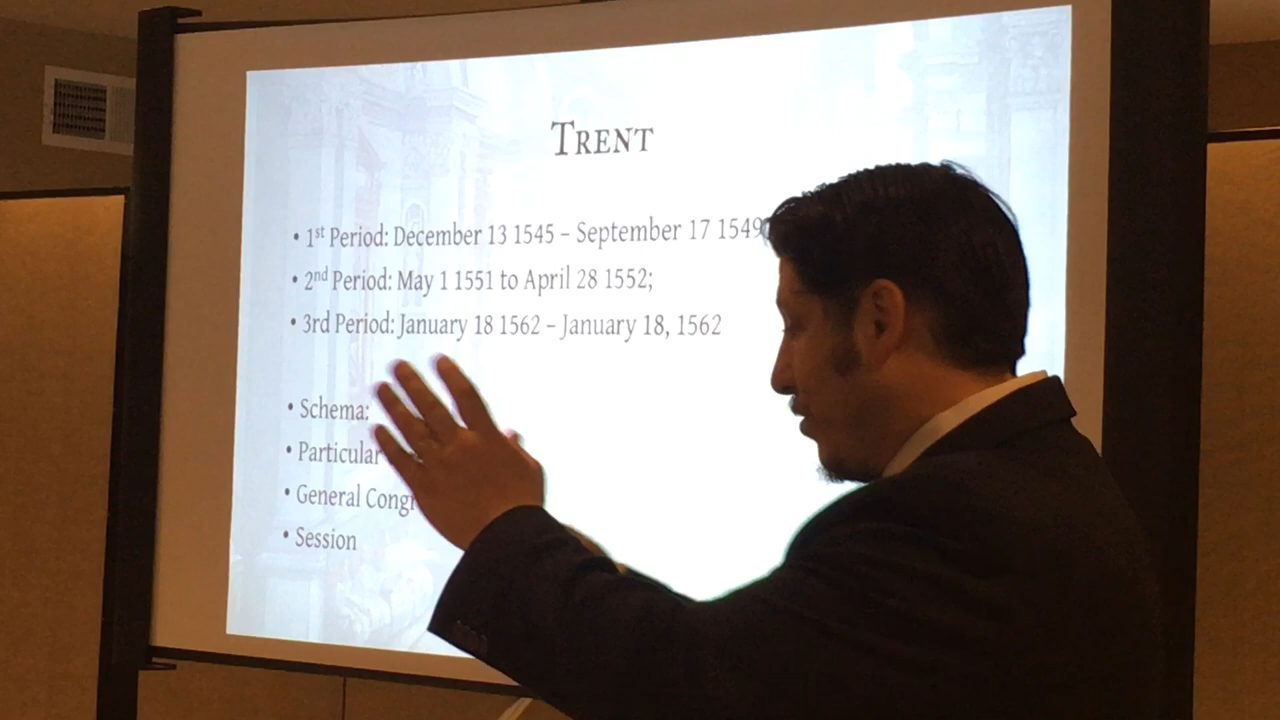 TRENT
• 1st Period: December 13 1545 – September 17 1549
• 2nd Period: May 1 1551 to April 28 1552;
• 3rd Period: January 18 1562 – January 18, 1562
• Schema:
• Particular
• General
• Session